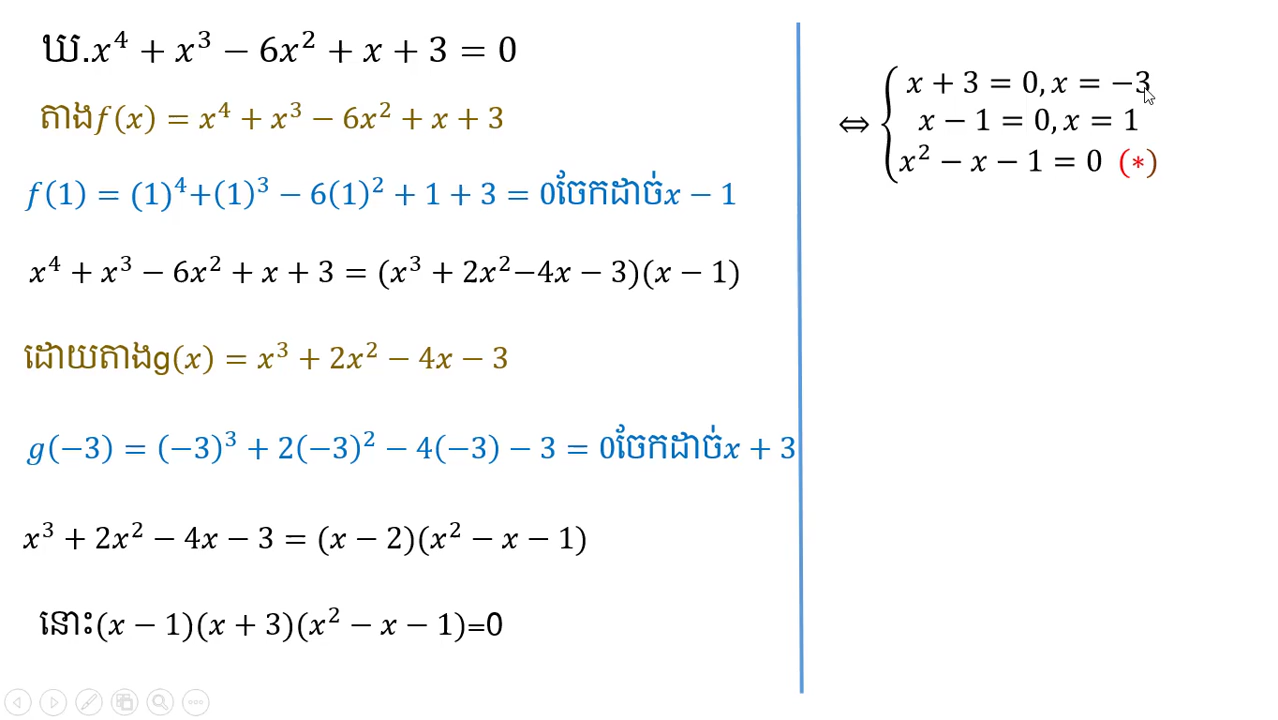 ឃ.x⁴ + x³ − 6x² + x + 3 = 0
តាងf(x) = x⁴ + x³ − 6x² + x + 3
f(1) = (1)⁴+(1)³ − 6(1)² + 1 + 3 = 0ចែកដាច់x − 1
x⁴ + x³ − 6x² + x + 3 = (x³ + 2x²−4x − 3)(x − 1)
ដោយតាងg(x) = x³ + 2x² − 4x − 3
g(−3) = (−3)³ + 2(−3)² − 4(−3) − 3 = 0ចែកដាច់x + 3
x³ + 2x² − 4x − 3 = (x − 2)(x² − x − 1)
នោះ(x − 1)(x + 3)(x² − x − 1)=0
x + 3 = 0, x = −3
⇔ { x − 1 = 0, x = 1
x² − x − 1 = 0 (∗)